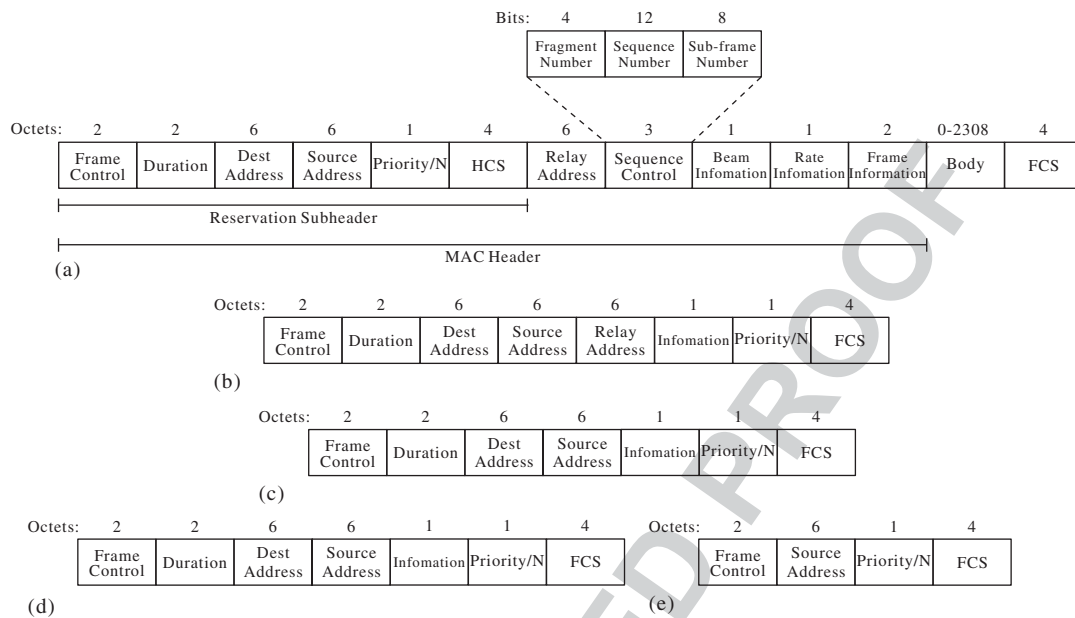 Bits: 4 12 8
Fragment Number Sequence Number Sub-frame Number
Octets: 2 2 6 6 1 4 6 3 1 1 2 0-2308 4
Frame Control Duration Dest Address Source Address Priority/N HCS Relay Address Sequence Control Beam Infomation Rate Infomation Frame Information Body FCS
Reservation Subheader
MAC Header
(a)
Octets: 2 2 6 6 6 1 1 4
Frame Control Duration Dest Address Source Address Relay Address Infomation Priority/N FCS
(b)
Octets: 2 2 6 6 1 1 4
Frame Control Duration Dest Address Source Address Infomation Priority/N FCS
(c)
Octets: 2 2 6 6 1 1 4
Frame Control Duration Dest Address Source Address Infomation Priority/N FCS
(d)
Octets: 2 6 1 4
Frame Control Source Address Priority/N FCS
(e)
ED PROOF